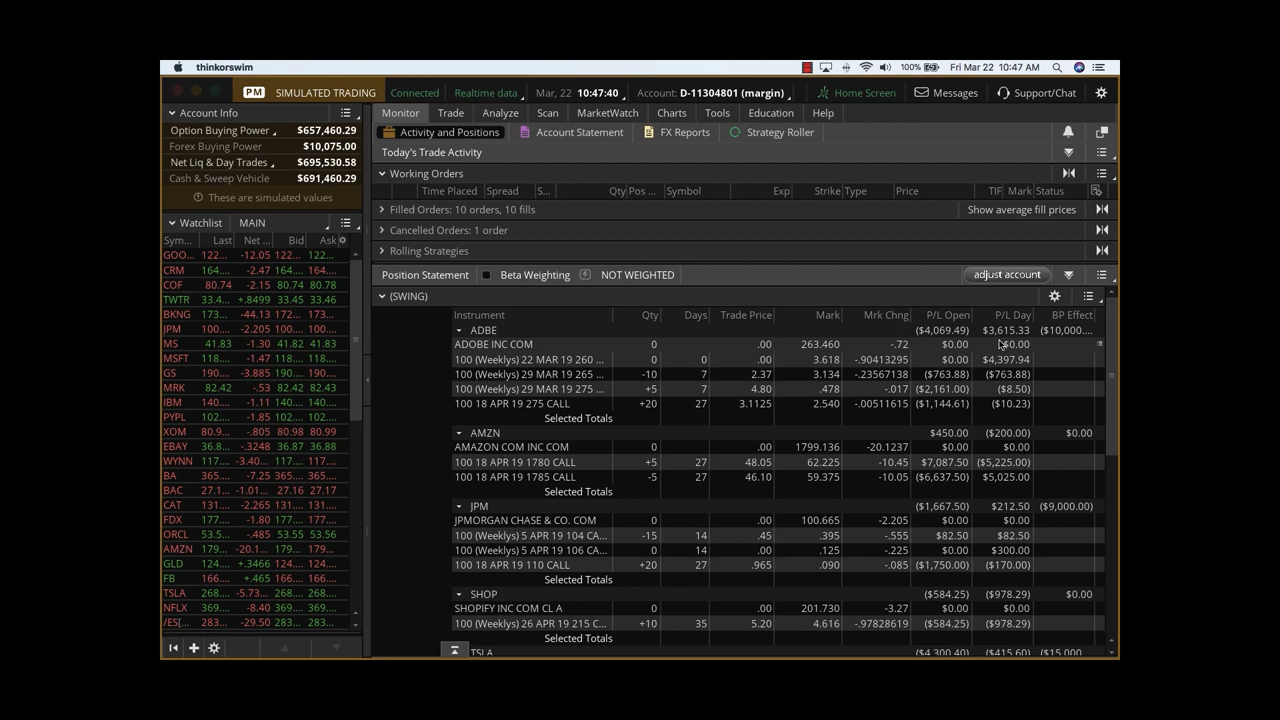 thinkorswim 100% Fri Mar 22 10:47 AM
PM SIMULATED TRADING Connected Realtime data Mar, 22 10:47:40 Account: D-11304801 (margin) Home Screen Messages Support/Chat
Account Info
Option Buying Power $657,460.29
Forex Buying Power $10,075.00
Net Liq & Day Trades $695,530.58
Cash & Sweep Vehicle $691,460.29
These are simulated values
Watchlist MAIN
Sym... Last Net ... Bid Ask
GOO... 122... -12.05 122... 122...
CRM 164.... -2.47 164.... 164....
COF 80.74 -2.15 80.74 80.78
TWTR 33.4... +.8499 33.45 33.46
BKNG 174... -44.13 172... 174...
JPM 100.... -2.205 100.... 100....
MS 41.83 -1.30 41.82 41.83
MSFT 118.... -1.47 118.... 118....
GS 190.... -3.885 190.... 190....
MRK 82.42 -.53 82.42 82.43
IBM 140.... -1.11 140.... 140....
PYPL 102.... -1.85 102.... 102....
XOM 80.9... -.805 80.98 80.99
EBAY 36.8... -.3248 36.87 36.88
WYNN 117.... -3.40... 117.... 117....
BA 365.... -7.25 365.... 365....
BAC 27.1... -1.01... 27.16 27.17
CAT 131.... -2.265 131.... 131....
FDX 177.... -1.80 177.... 177....
ORCL 53.55 -.485 53.55 53.56
AMZN 179... -20.1... 179... 179...
GLD 124.... +.3466 124.... 124....
FB 166.... +.465 166.... 166....
TSLA 268.... -5.73... 268.... 268....
NFLX 369.... -8.40 369.... 369....
/ES[... 283... -29.50 283... 283...
Monitor Trade Analyze Scan MarketWatch Charts Tools Education Help
Activity and Positions Account Statement FX Reports Strategy Roller
Today's Trade Activity
Working Orders
Time Placed Spread S... Qty Pos ... Symbol Exp Strike Type Price TIF Mark Status
Filled Orders: 10 orders, 10 fills Show average fill prices
Cancelled Orders: 1 order
Rolling Strategies
Position Statement Beta Weighting NOT WEIGHTED adjust account
(SWING)
Instrument Qty Days Trade Price Mark Mrk Chng P/L Open P/L Day BP Effect
ADBE ($4,069.49) $3,615.33 ($10,000....
ADOBE INC COM 0 .00 263.460 -.72 $0.00 $0.00
100 (Weeklys) 22 MAR 19 260 ... 0 0 .00 3.618 -.90413295 $0.00 $4,397.94
100 (Weeklys) 29 MAR 19 265 ... -10 7 2.37 3.134 -.23567138 ($763.88) ($763.88)
100 (Weeklys) 29 MAR 19 275 ... +5 7 4.80 .478 -.017 ($2,161.00) ($8.50)
100 18 APR 19 275 CALL +20 27 3.1125 2.540 -.00511615 ($1,144.61) ($10.23)
Selected Totals
AMZN $450.00 ($200.00) $0.00
AMAZON COM INC COM 0 .00 1799.136 -20.1237 $0.00 $0.00
100 18 APR 19 1780 CALL +5 27 48.05 62.225 -10.45 $7,087.50 ($5,225.00)
100 18 APR 19 1785 CALL -5 27 46.10 59.375 -10.05 ($6,637.50) $5,025.00
Selected Totals
JPM ($1,667.50) $212.50 ($9,000.00)
JPMORGAN CHASE & CO. COM 0 .00 100.665 -2.205 $0.00 $0.00
100 (Weeklys) 5 APR 19 104 CA... -15 14 .45 .395 -.555 $82.50 $82.50
100 (Weeklys) 5 APR 19 106 CA... 0 14 .00 .125 -.225 $0.00 $300.00
100 18 APR 19 110 CALL +20 27 .965 .090 -.085 ($1,750.00) ($170.00)
Selected Totals
SHOP ($584.25) ($978.29) $0.00
SHOPIFY INC COM CL A 0 .00 201.730 -3.27 $0.00 $0.00
100 (Weeklys) 26 APR 19 215 C... +10 35 5.20 4.616 -.97828619 ($584.25) ($978.29)
Selected Totals
TSLA ($4,300.40) ($415.60) ($15,000....